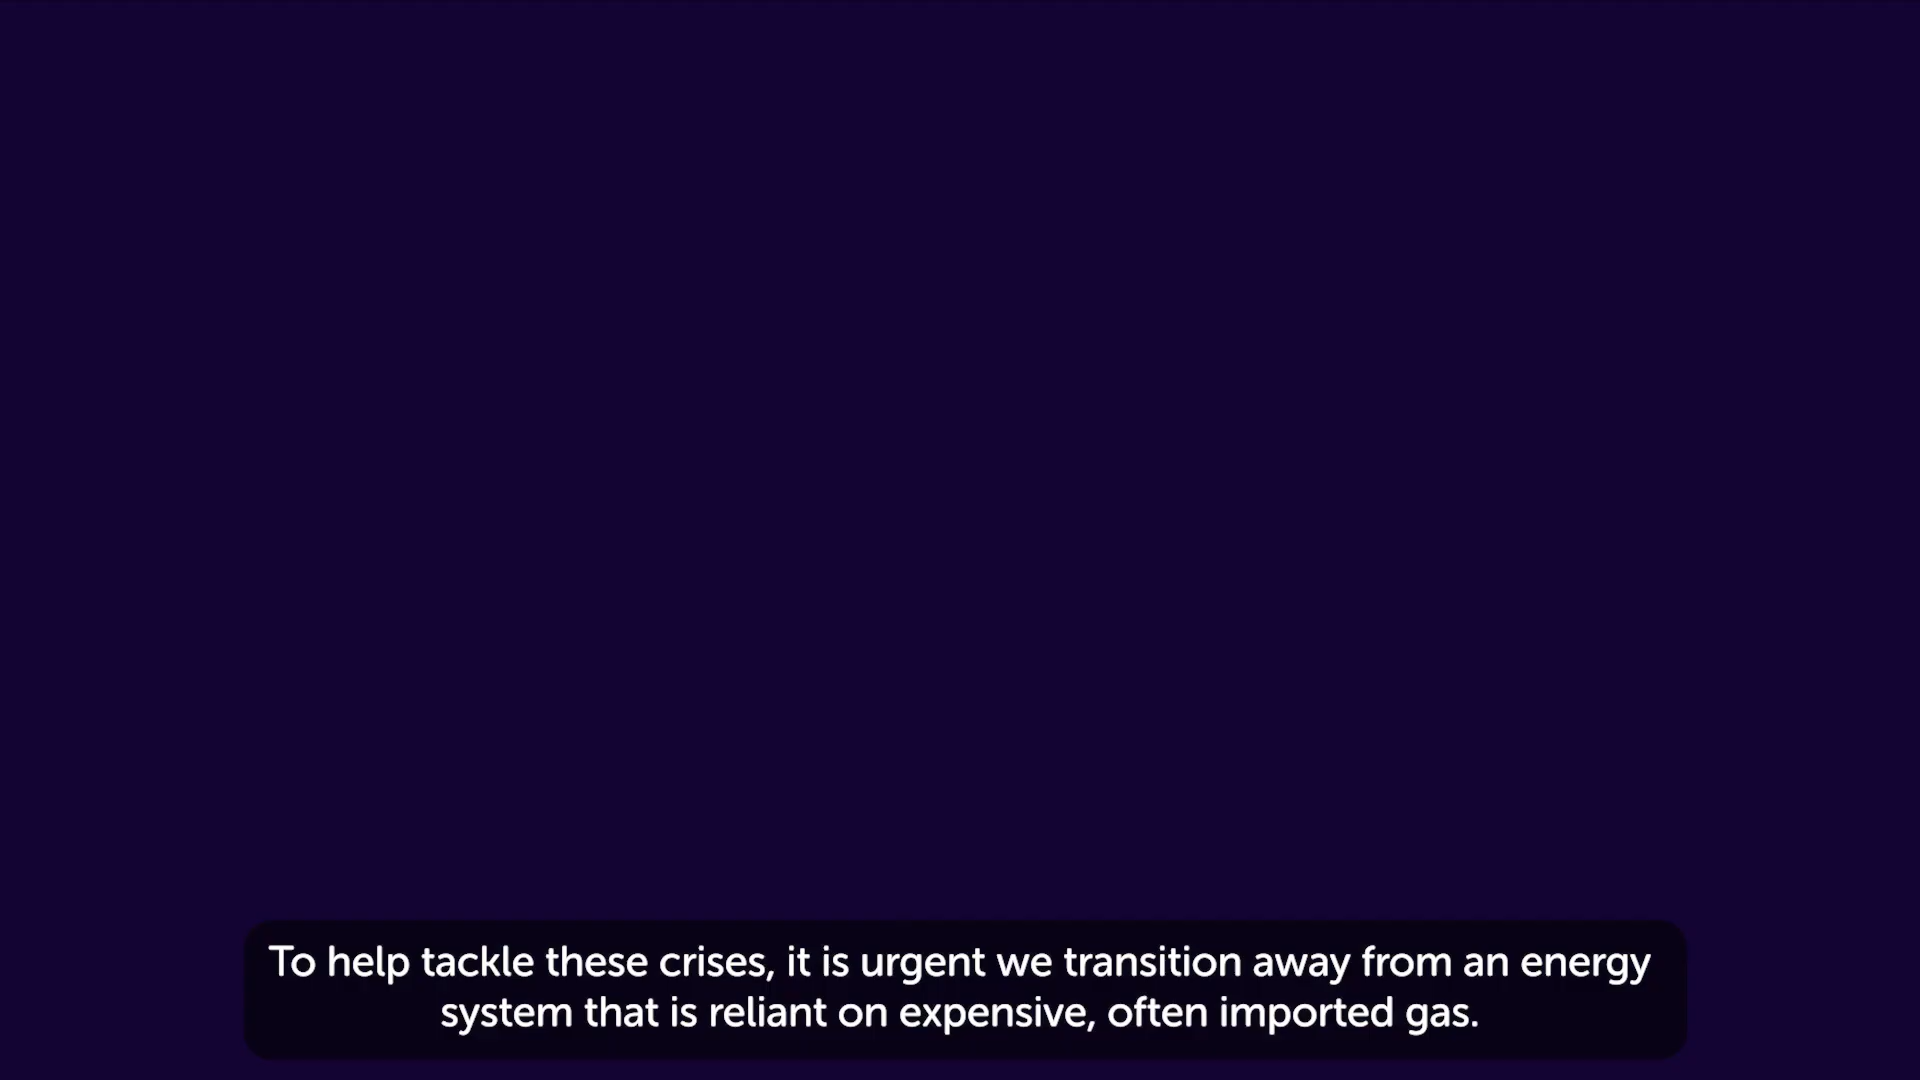 To help tackle these crises, it is urgent we transition away from an energy
system that is reliant on expensive, often imported gas.